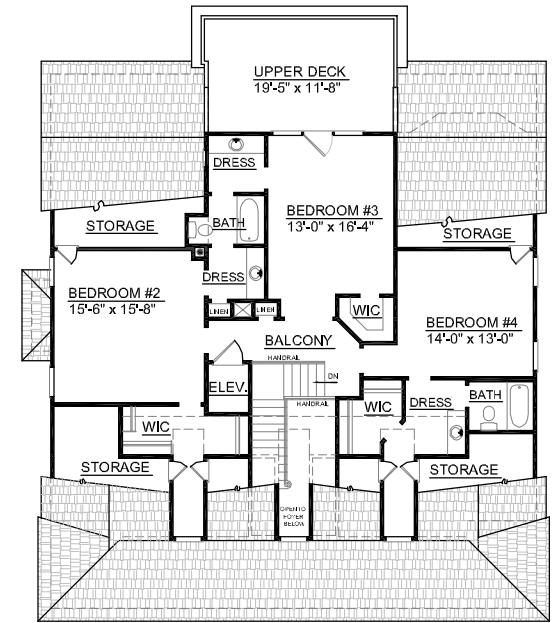 UPPER DECK
19'-5" x 11'-8"
DRESS
STORAGE
BATH
BEDROOM #3
13'-0" x 16'-4"
STORAGE
DRESS
BEDROOM #2
15'-6" x 15'-8"
LINEN
LINEN
WIC
BEDROOM #4
14'-0" x 13'-0"
BALCONY
HANDRAIL
DN
ELEV.
HANDRAIL
WIC
DRESS
BATH
WIC
STORAGE
STORAGE
OPEN TO
FOYER
BELOW